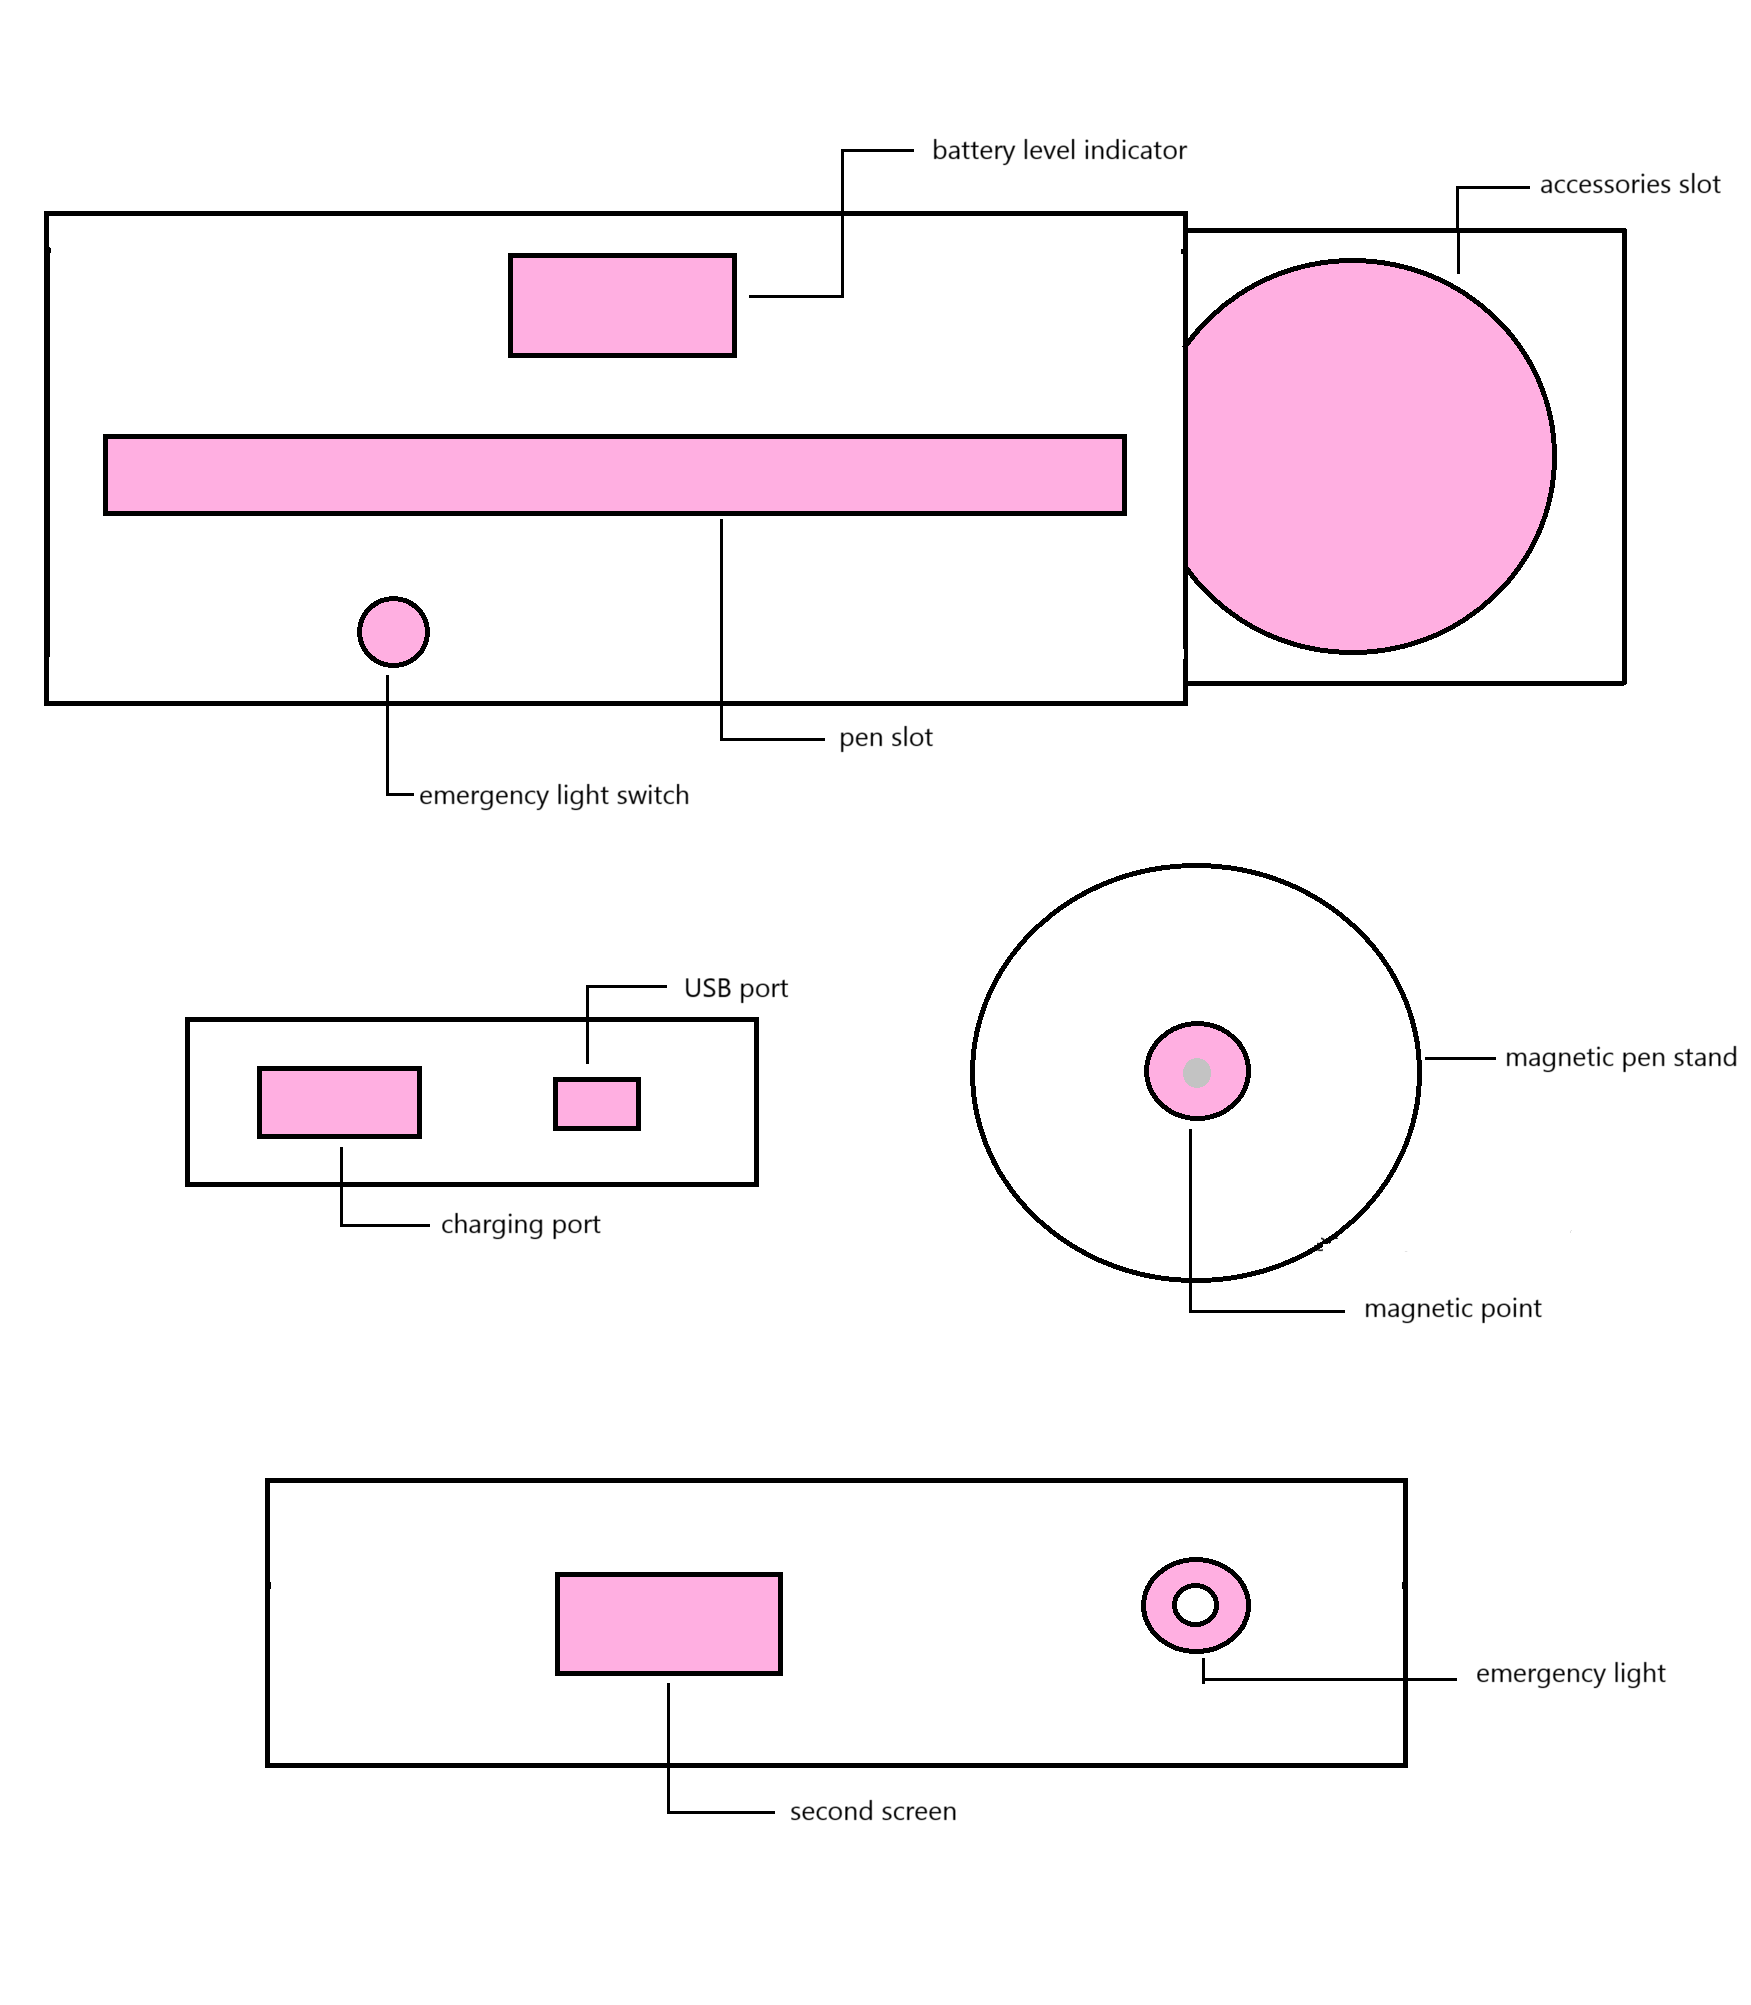 battery level indicator
accessories slot
pen slot
emergency light switch
USB port
magnetic pen stand
charging port
magnetic point
emergency light
second screen